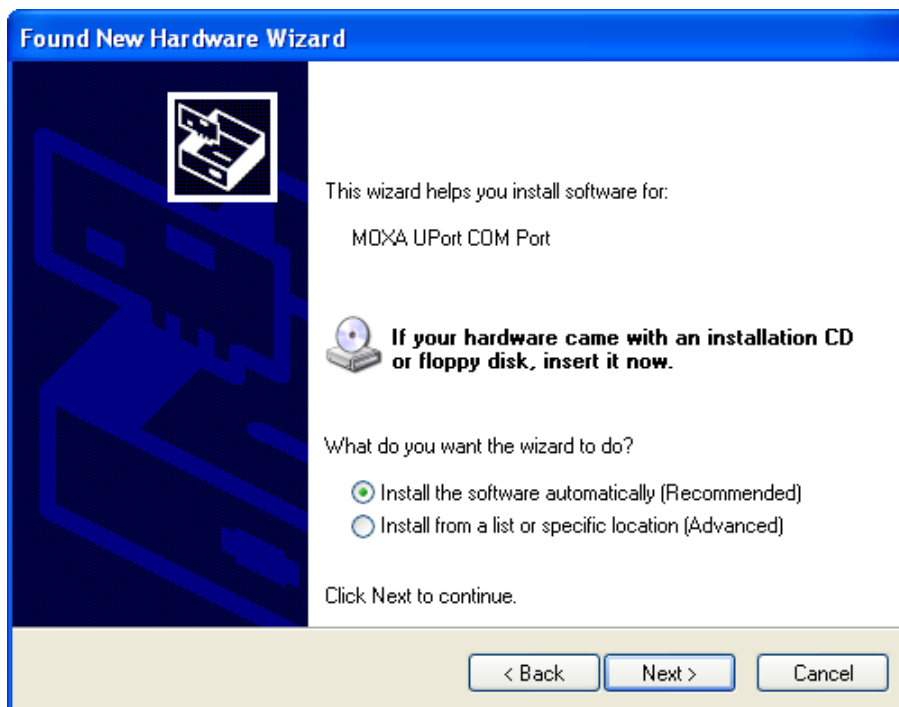 Found New Hardware Wizard
This wizard helps you install software for:
MOXA UPort COM Port
If your hardware came with an installation CD
or floppy disk, insert it now.
What do you want the wizard to do?
Install the software automatically (Recommended)
Install from a list or specific location (Advanced)
Click Next to continue.
< Back
Next >
Cancel